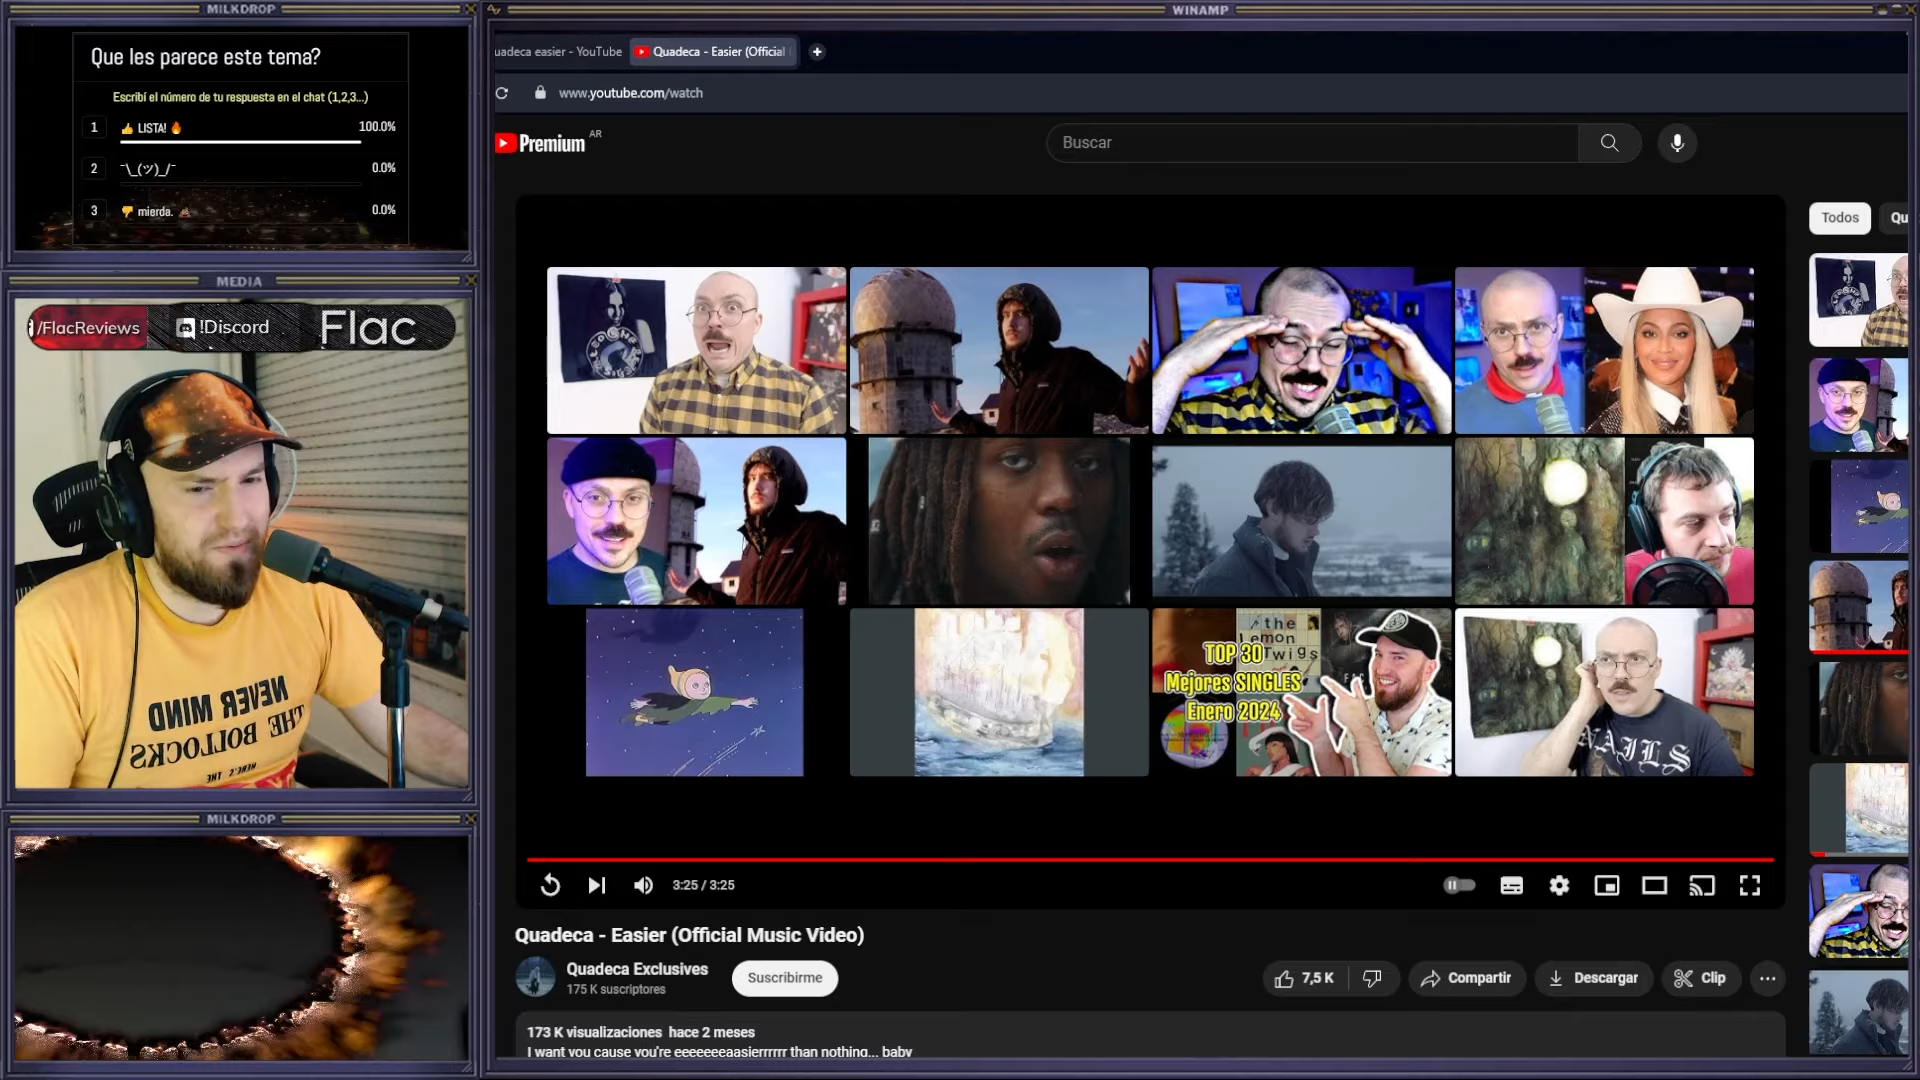 MILKDROP
Que les parece este tema?
Escribí el número de tu respuesta en el chat (1,2,3...)
1 👍 LISTA! 🔥 100.0%
2 ¯\_(ツ)_/¯ 0.0%
3 👎 mierda. 💩 0.0%
MEDIA
/FlacReviews
!Discord
Flac
NEVER MIND
THE BOLLOCKS
HERE'S THE
MILKDROP
WINAMP
uadeca easier - YouTube
Quadeca - Easier (Official
www.youtube.com/watch
Premium AR
Buscar
Todos
Qu
the
Lemon
Twigs
TOP 30
Mejores SINGLES
Enero 2024
NAILS
3:25 / 3:25
Quadeca - Easier (Official Music Video)
Quadeca Exclusives
175 K suscriptores
Suscribirme
7,5 K
Compartir
Descargar
Clip
173 K visualizaciones hace 2 meses
I want you cause you're eeeeeeeaasierrrrrr than nothing... baby